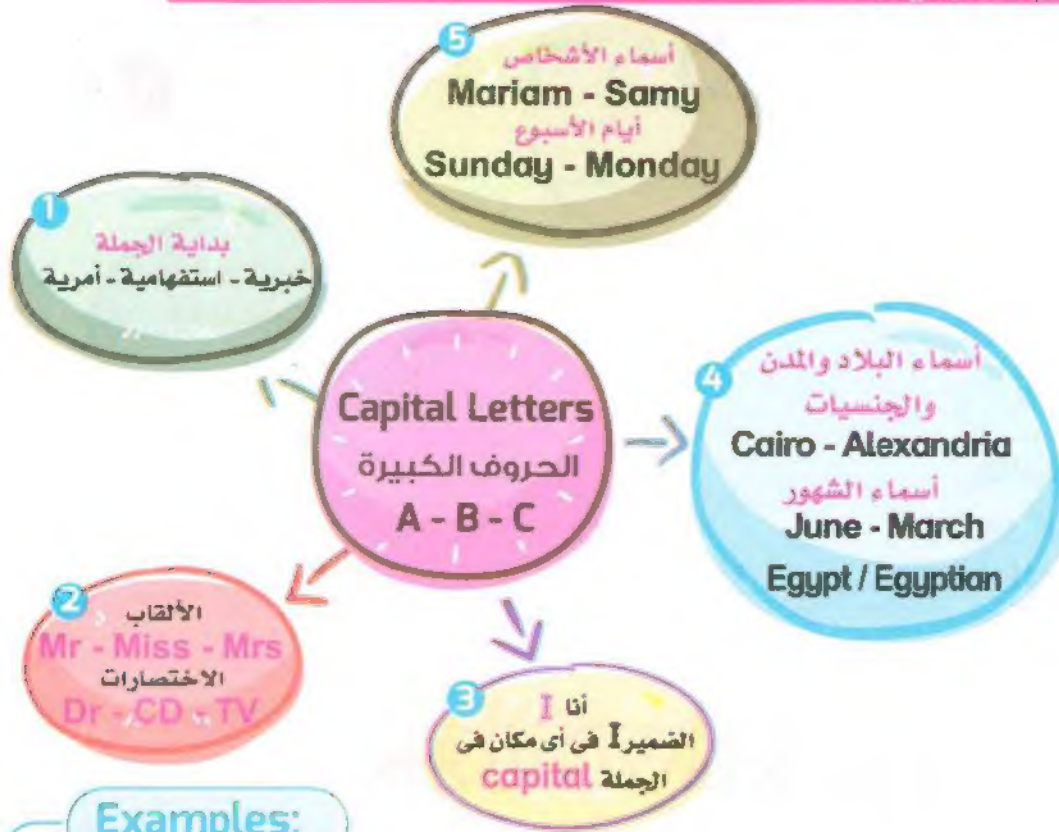 Capital Letters
الحروف الكبيرة
A - B - C
1
بداية الجملة
خبرية - استفهامية - أمرية
2
الألقاب
Mr - Miss - Mrs
الاختصارات
Dr - CD - TV
3
أنا I
الضمير I فى أى مكان فى
الجملة capital
4
أسماء البلاد والمدن
والجنسيات
Cairo - Alexandria
أسماء الشهور
June - March
Egypt / Egyptian
5
أسماء الأشخاص
Mariam - Samy
أيام الأسبوع
Sunday - Monday
Examples: